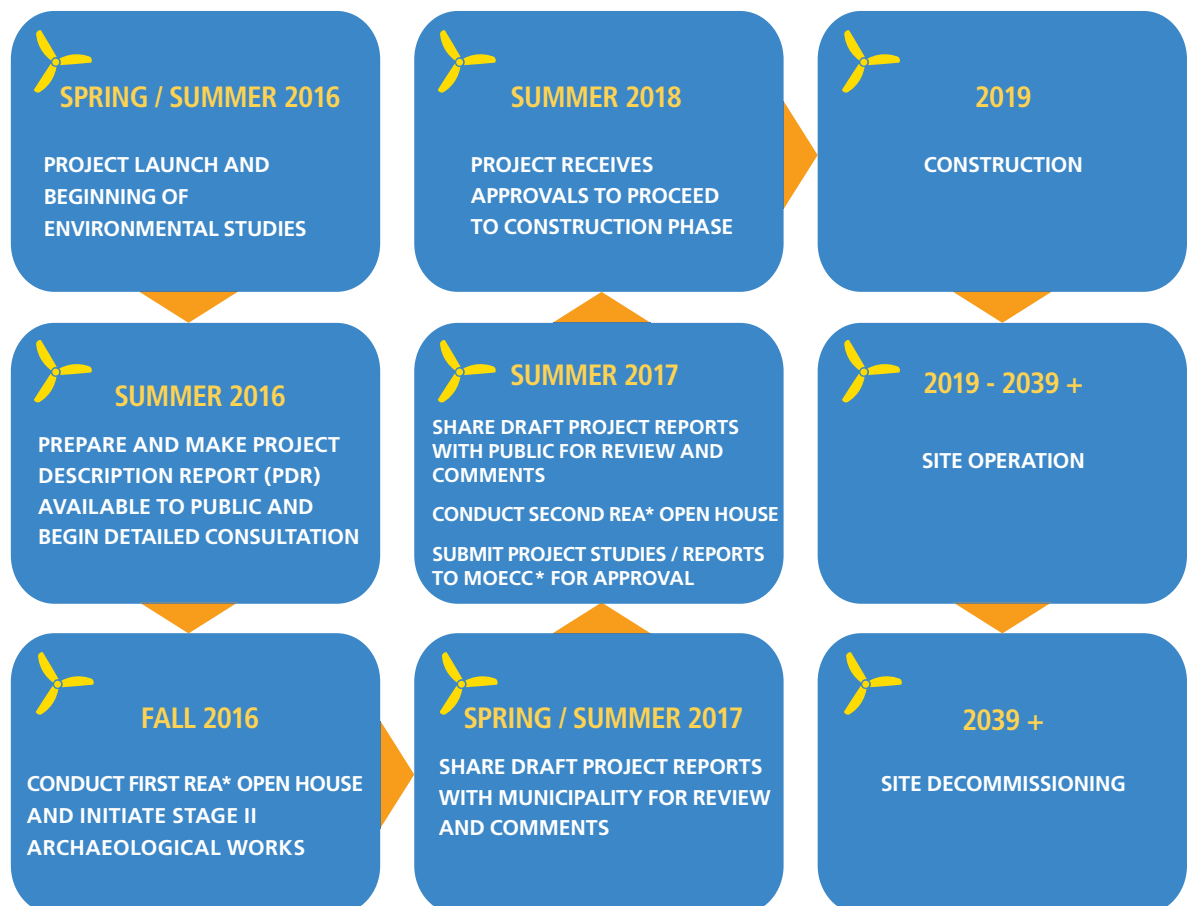 SPRING / SUMMER 2016
PROJECT LAUNCH AND
BEGINNING OF
ENVIRONMENTAL STUDIES
SUMMER 2016
PREPARE AND MAKE PROJECT
DESCRIPTION REPORT (PDR)
AVAILABLE TO PUBLIC AND
BEGIN DETAILED CONSULTATION
FALL 2016
CONDUCT FIRST REA* OPEN HOUSE
AND INITIATE STAGE II
ARCHAEOLOGICAL WORKS
SPRING / SUMMER 2017
SHARE DRAFT PROJECT REPORTS
WITH MUNICIPALITY FOR REVIEW
AND COMMENTS
SUMMER 2017
SHARE DRAFT PROJECT REPORTS
WITH PUBLIC FOR REVIEW AND
COMMENTS
CONDUCT SECOND REA* OPEN HOUSE
SUBMIT PROJECT STUDIES / REPORTS
TO MOECC* FOR APPROVAL
SUMMER 2018
PROJECT RECEIVES
APPROVALS TO PROCEED
TO CONSTRUCTION PHASE
2019
CONSTRUCTION
2019 - 2039 +
SITE OPERATION
2039 +
SITE DECOMMISSIONING